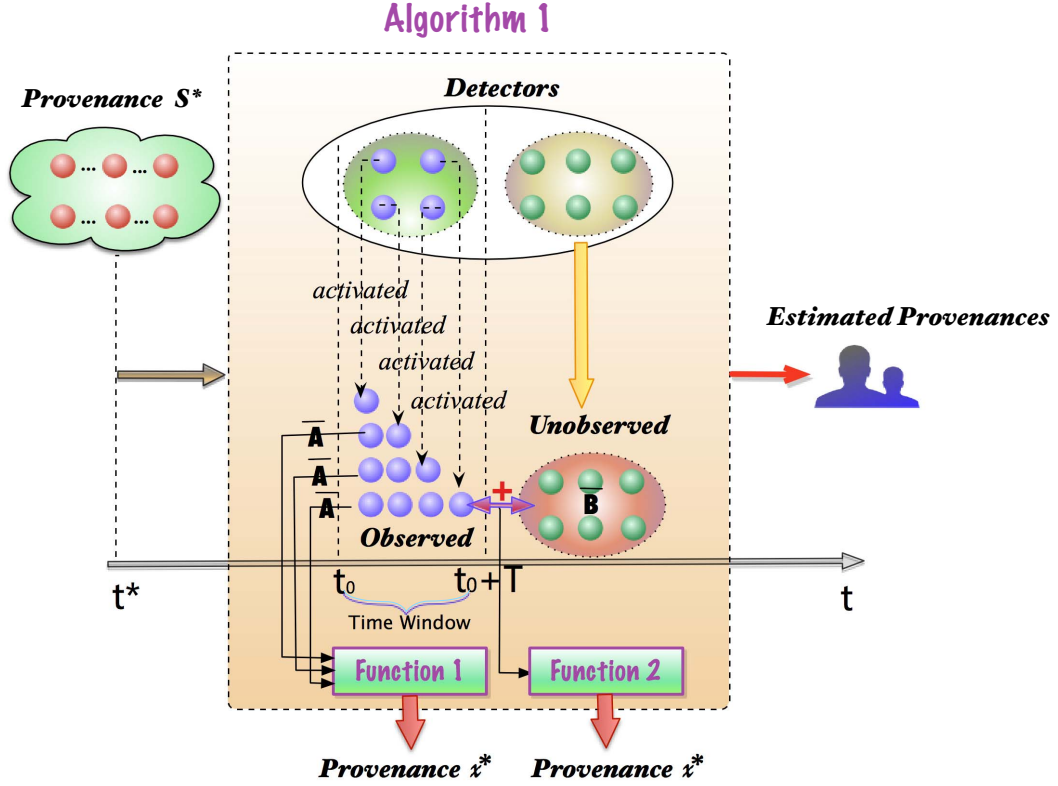 Algorithm 1
Provenance S*
... ...
... ...
Detectors
activated
activated
activated
activated
Estimated Provenances
Unobserved
A̅
A̅
A̅
+
B̅
Observed
t*
t₀
t₀+T
t
Time Window
Function 1
Function 2
Provenance x*
Provenance x*